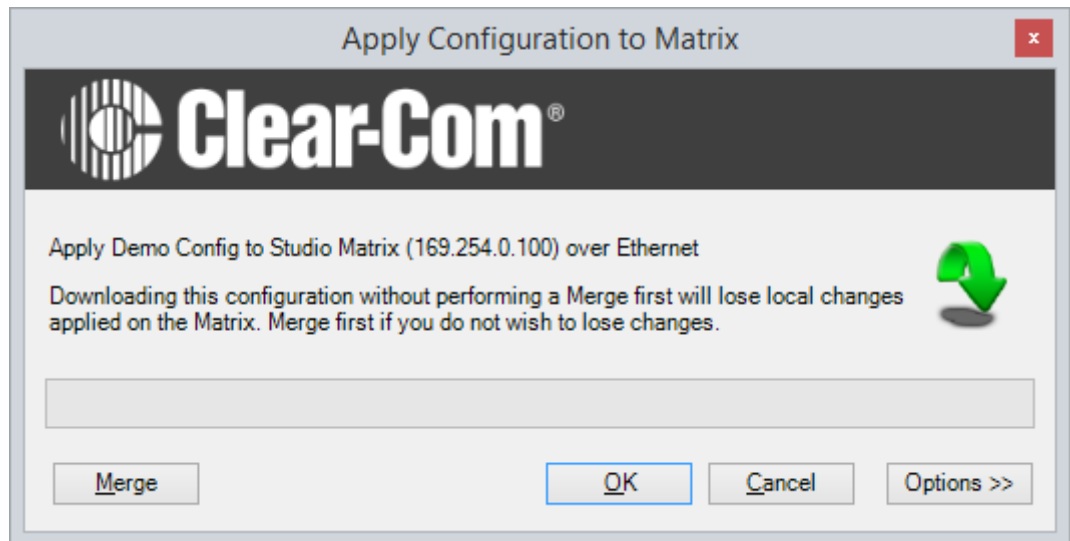 Apply Configuration to Matrix
x
Clear-Com®
Apply Demo Config to Studio Matrix (169.254.0.100) over Ethernet
Downloading this configuration without performing a Merge first will lose local changes
applied on the Matrix. Merge first if you do not wish to lose changes.
Merge OK Cancel Options >>